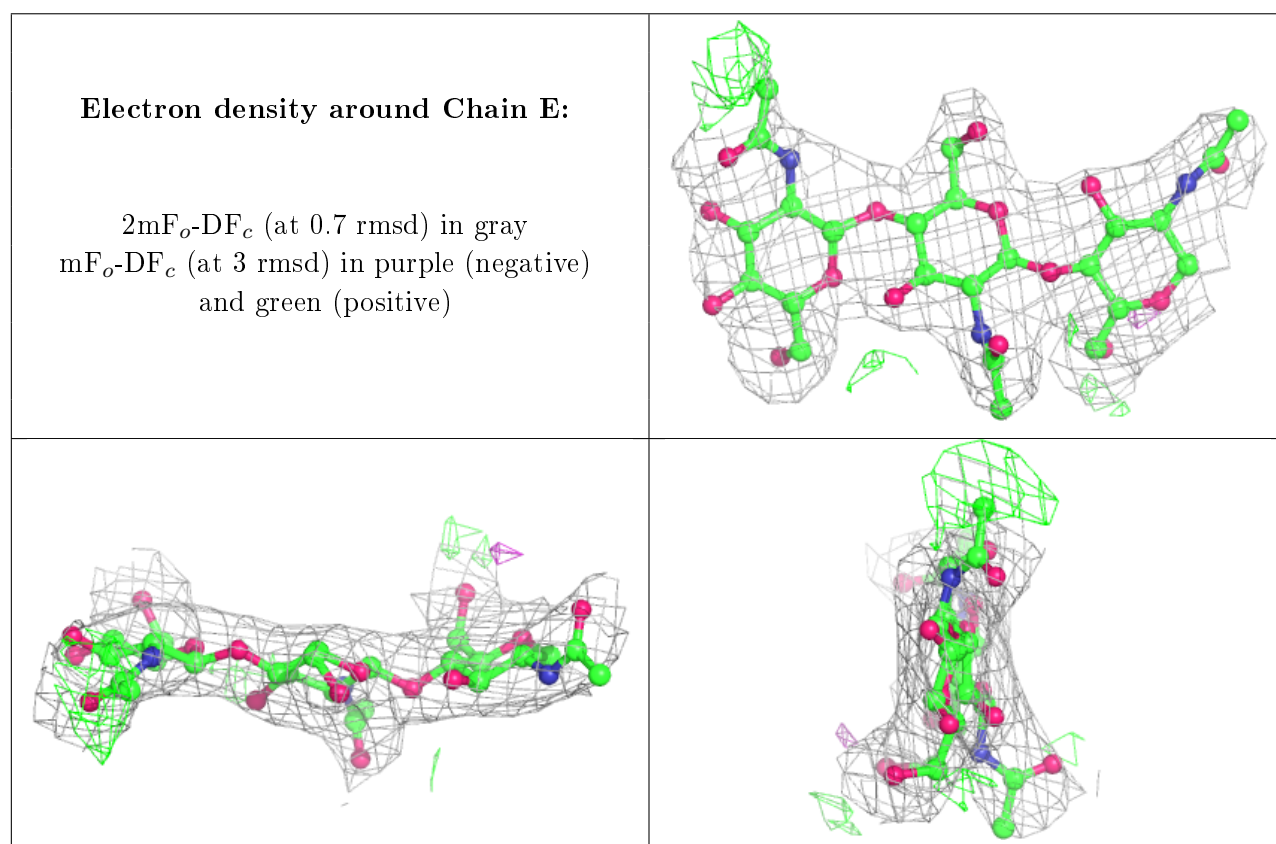 Electron density around Chain E:
2mFo-DFc (at 0.7 rmsd) in gray
mFo-DFc (at 3 rmsd) in purple (negative)
and green (positive)